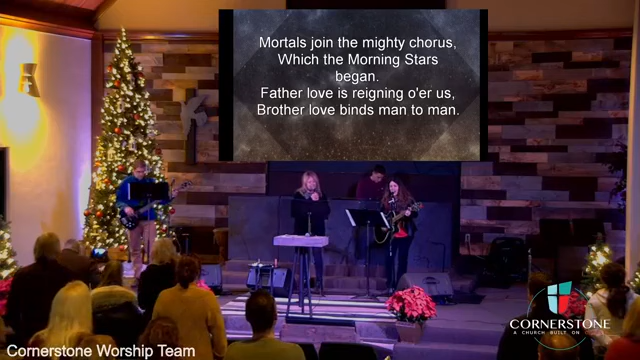 Mortals join the mighty chorus,
Which the Morning Stars
began.
Father love is reigning o'er us,
Brother love binds man to man.
CORNERSTONE
A CHURCH BUILT ON
Cornerstone Worship Team